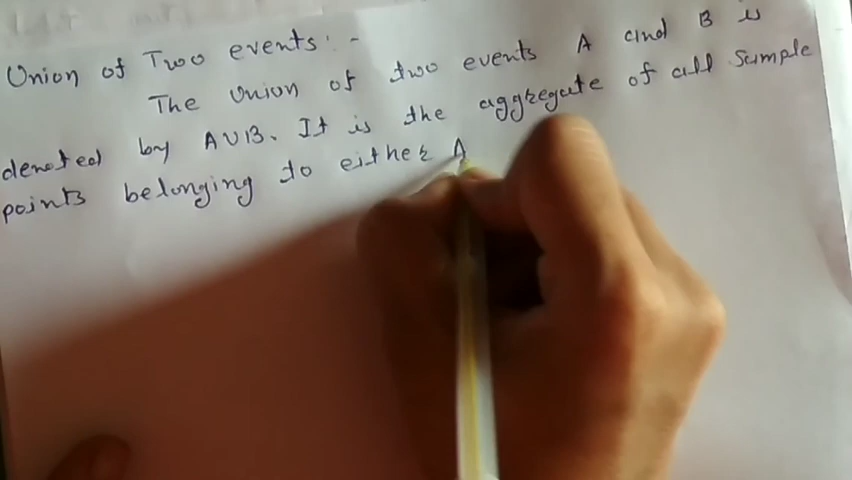 Union of Two events :-
The Union of two events A and B is
denoted by AUB. It is the aggregate of all Sample
points belonging to either A